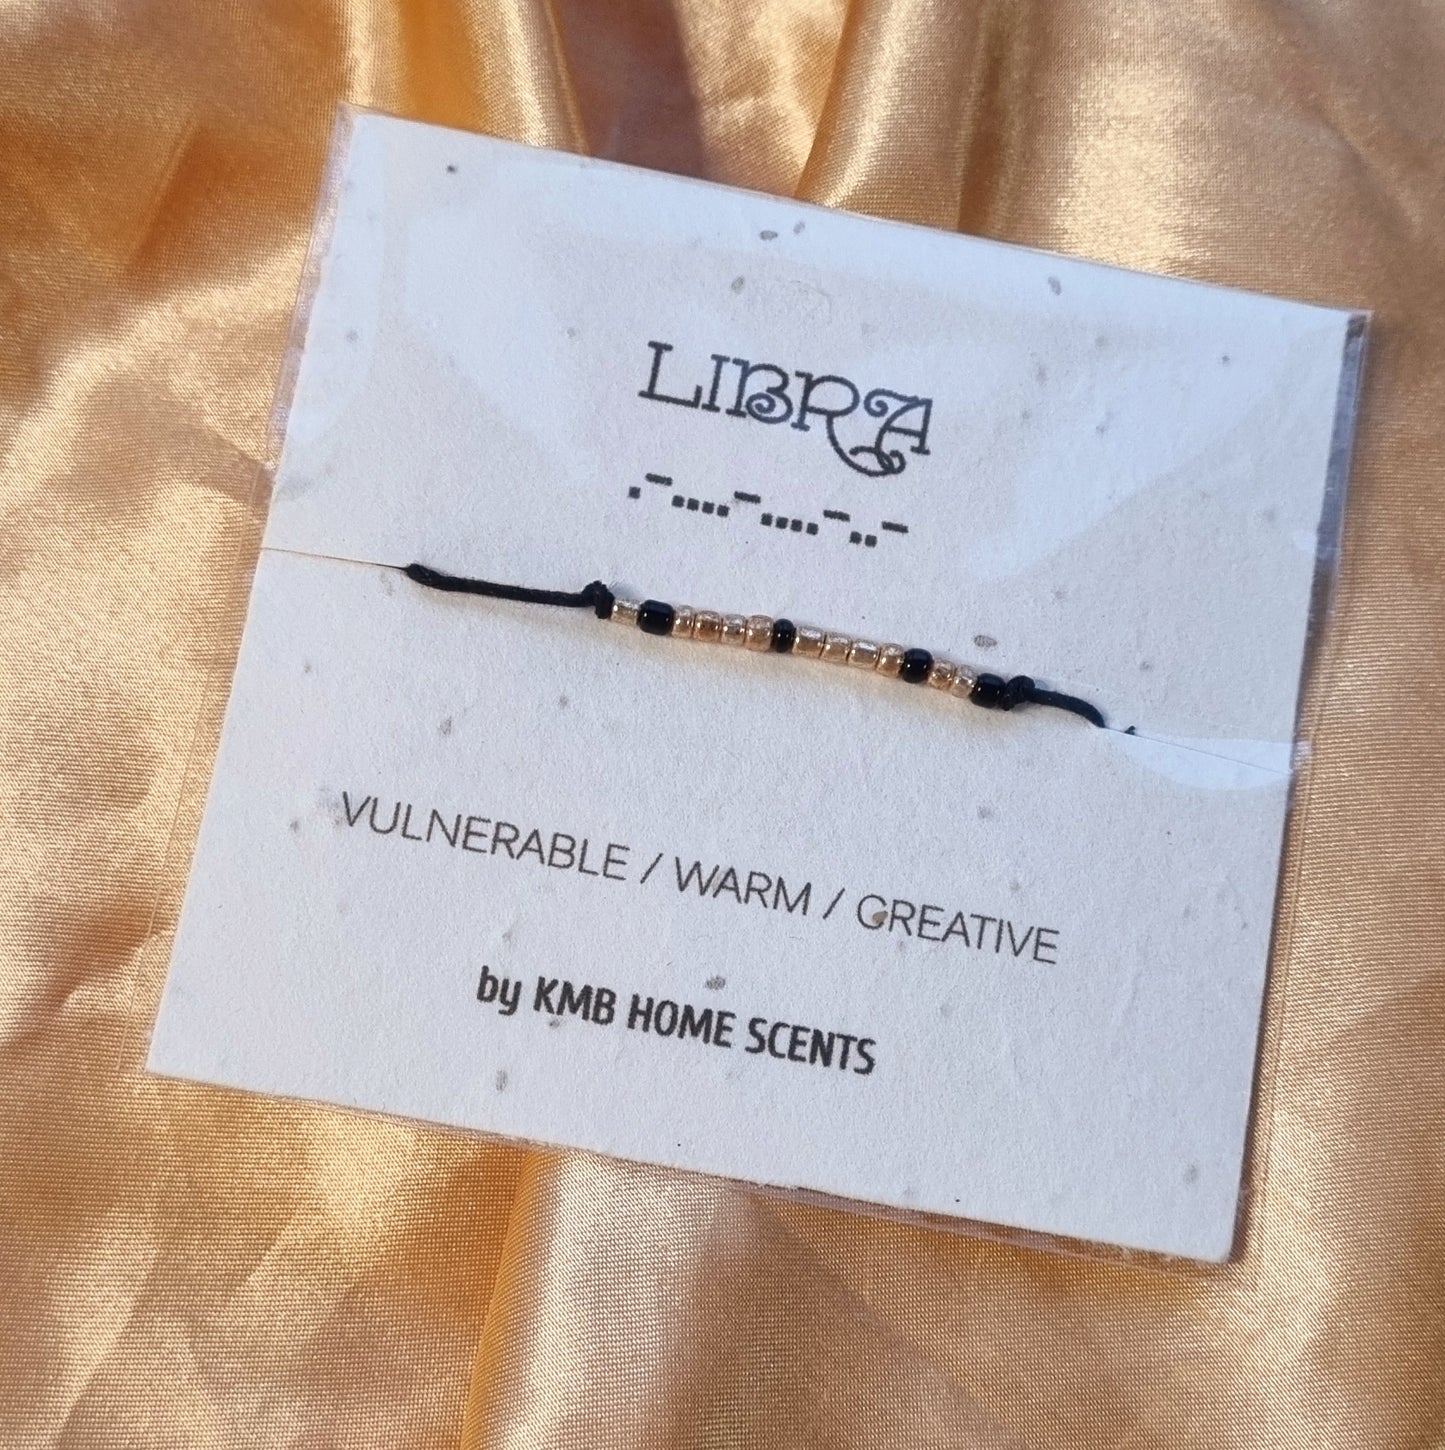 LIBRA
.-....-....-..-
VULNERABLE / WARM / CREATIVE
by KMB HOME SCENTS